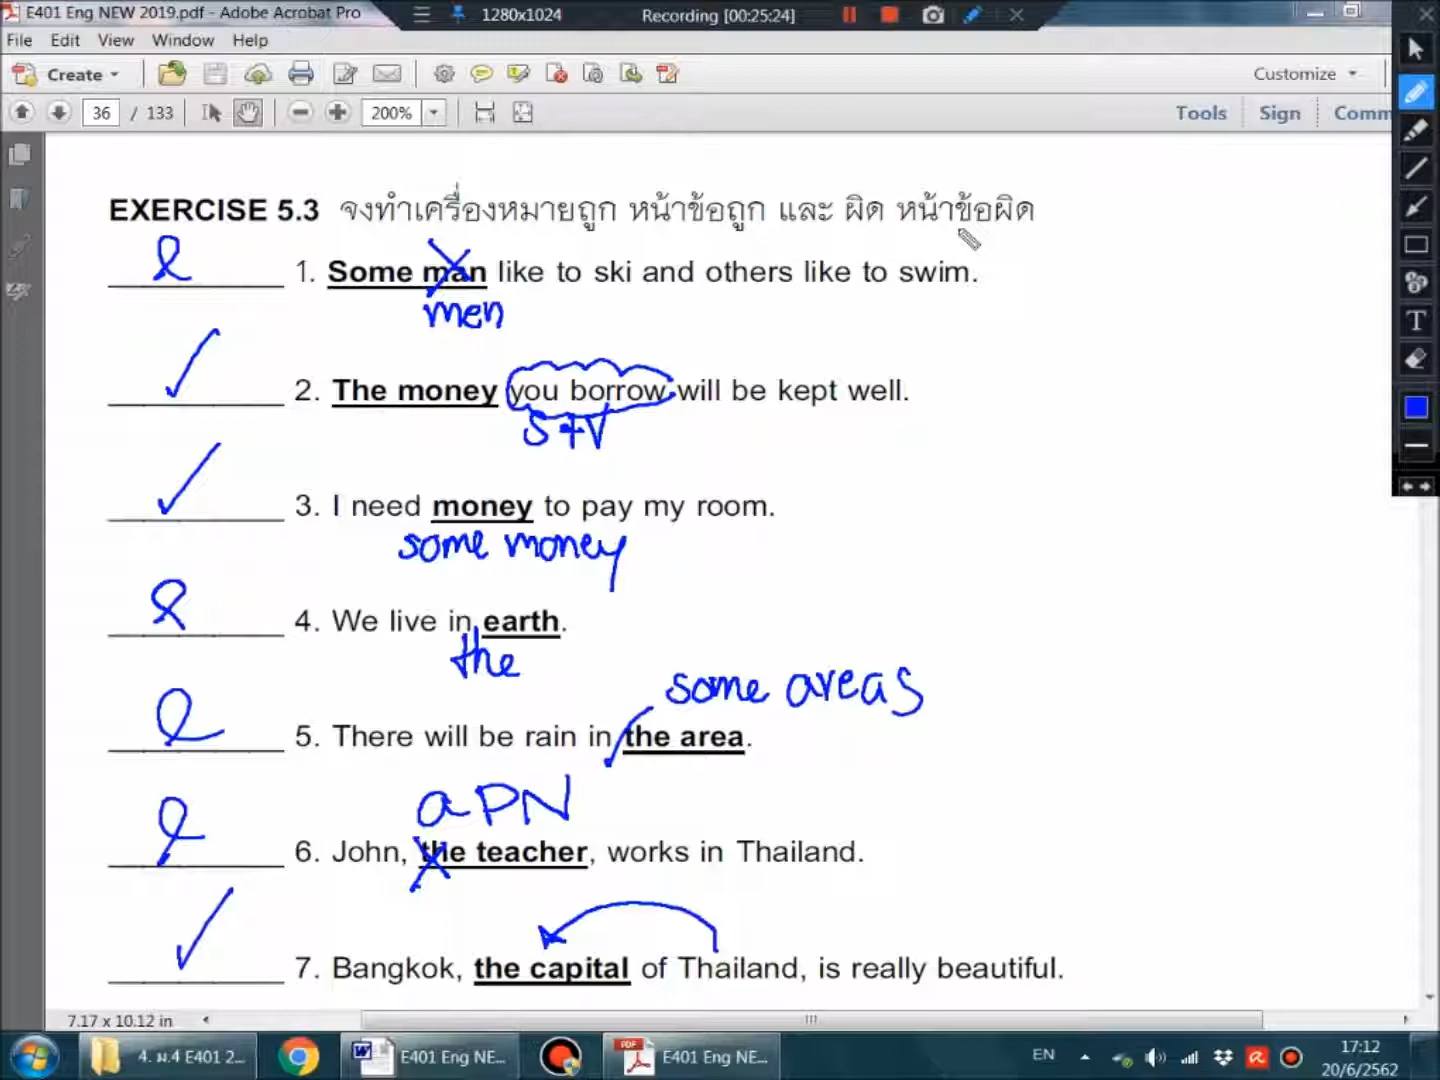 E401 Eng NEW 2019.pdf - Adobe Acrobat Pro
1280x1024
Recording [00:25:24]
File Edit View Window Help
Create
Customize
36 / 133
200%
Tools Sign Comm
EXERCISE 5.3 จงทำเครื่องหมายถูก หน้าข้อถูก และ ผิด หน้าข้อผิด
1. Some man like to ski and others like to swim.
men
2. The money you borrow will be kept well.
S+V
3. I need money to pay my room.
some money
4. We live in earth.
the
some areas
5. There will be rain in the area.
a PN
6. John, the teacher, works in Thailand.
7. Bangkok, the capital of Thailand, is really beautiful.
7.17 x 10.12 in
4. ม.4 E401 2...
E401 Eng NE...
E401 Eng NE...
EN
17:12
20/6/2562